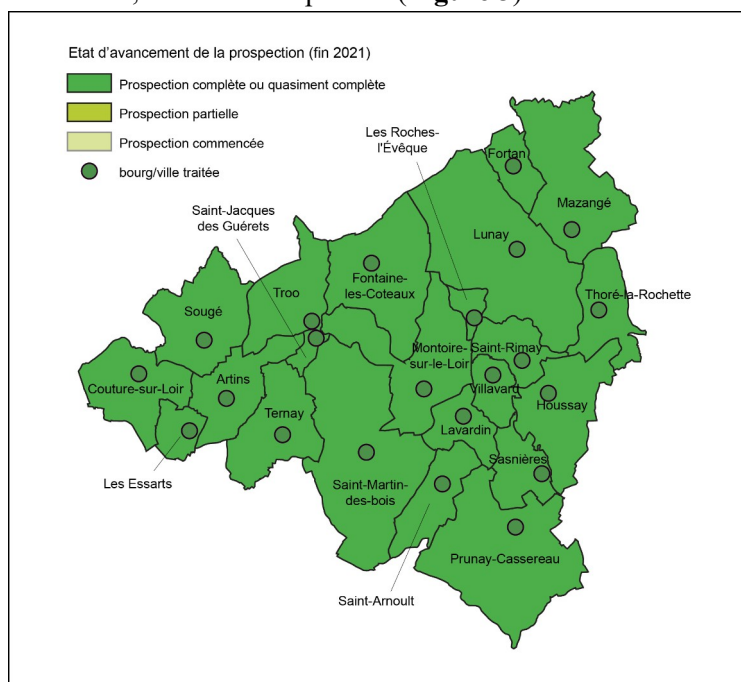 Etat d'avancement de la prospection (fin 2021)
Prospection complète ou quasiment complète
Prospection partielle
Prospection commencée
bourg/ville traitée
Les Roches-
l'Évêque
Fortan
Mazangé
Saint-Jacques
des Guérets
Lunay
Fontaine-
les-Coteaux
Troo
Thoré-la-Rochette
Sougé
Montoire-
sur-le-Loir
Saint-Rimay
Couture-sur-Loir
Artins
Villavard
Houssay
Ternay
Lavardin
Les Essarts
Saint-Martin-
des-bois
Sasnières
Prunay-Cassereau
Saint-Arnoult